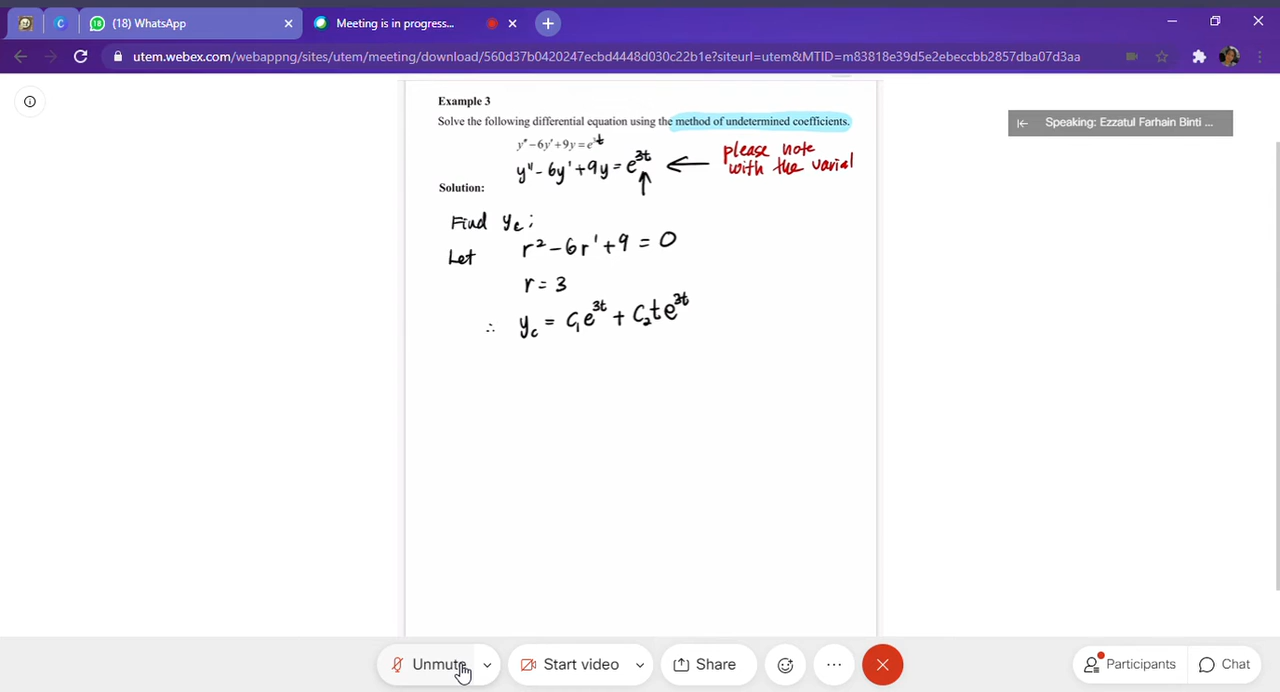 (18) WhatsApp
Meeting is in progress...
utem.webex.com/webappng/sites/utem/meeting/download/560d37b0420247ecbd4448d030c22b1e?siteurl=utem&MTID=m83818e39d5e2ebeccbb2857dba07d3aa
Speaking: Ezzatul Farhain Binti ...
Example 3
Solve the following differential equation using the method of undetermined coefficients.
y'' − 6y' + 9y = e^{3t}
y'' − 6y' + 9y = e^{3t} ← please note
with the varial
Solution:
Find y_c ;
Let r² − 6r' + 9 = 0
r = 3
∴ y_c = C₁e^{3t} + C₂te^{3t}
Unmute
Start video
Share
Participants
Chat